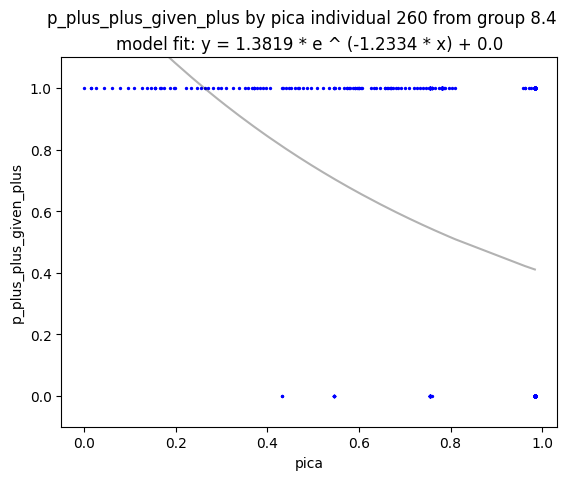 p_plus_plus_given_plus by pica individual 260 from group 8.4
model fit: y = 1.3819 * e ^ (-1.2334 * x) + 0.0
p_plus_plus_given_plus
1.0
0.8
0.6
0.4
0.2
0.0
0.0 0.2 0.4 0.6 0.8 1.0
pica